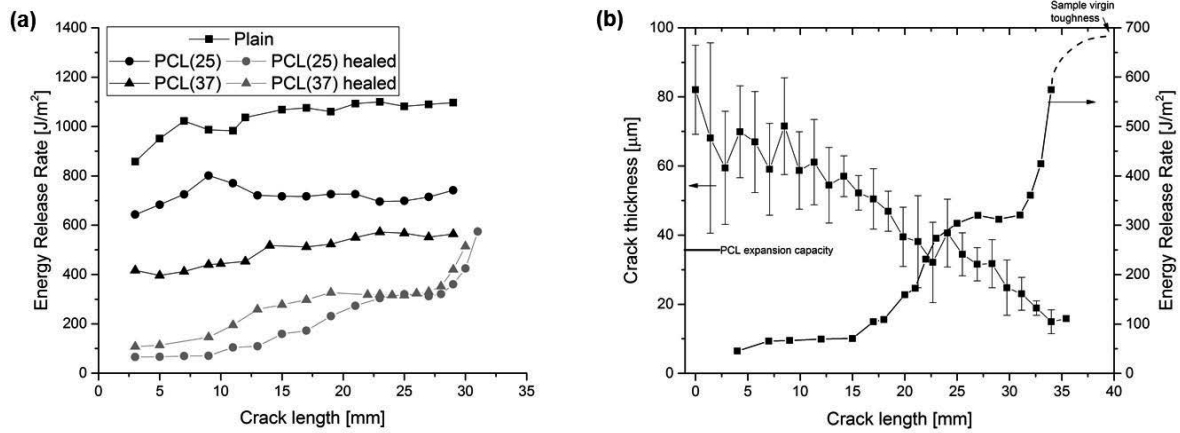 (a)
1400
1200
1000
800
600
400
200
0
Energy Release Rate [J/m²]
Plain
PCL(25) PCL(25) healed
PCL(37) PCL(37) healed
0 5 10 15 20 25 30 35
Crack length [mm]
(b)
Sample virgin
toughness
100
80
60
40
20
0
Crack thickness [µm]
PCL expansion capacity
700
600
500
400
300
200
100
0
Energy Release Rate [J/m²]
0 5 10 15 20 25 30 35 40
Crack length [mm]